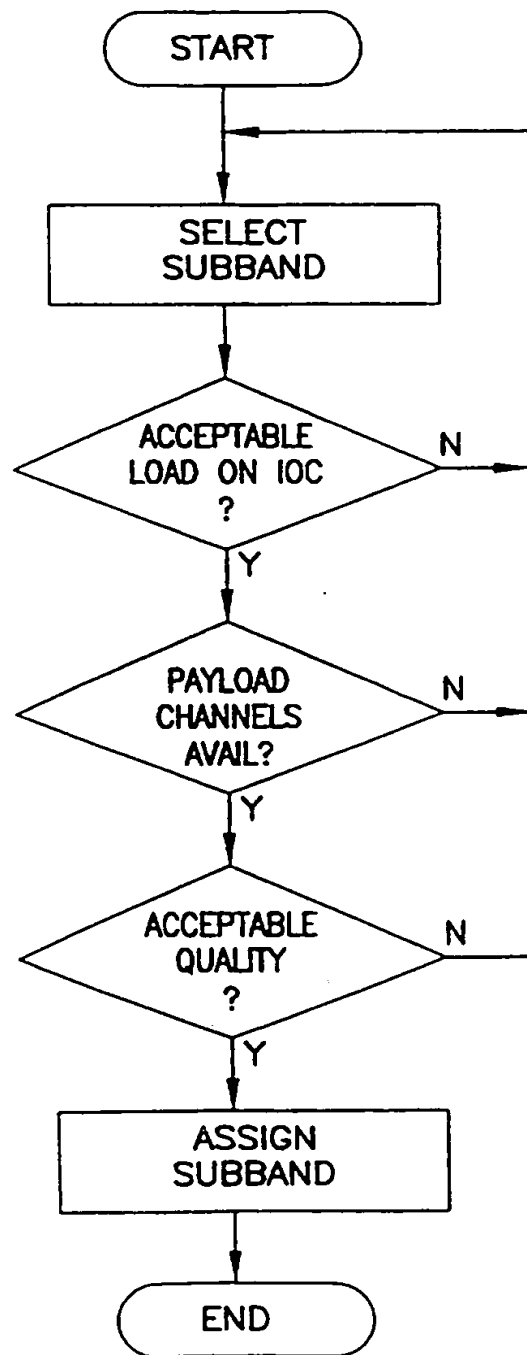 START
SELECT
SUBBAND
ACCEPTABLE
LOAD ON IOC
?
N
Y
PAYLOAD
CHANNELS
AVAIL?
N
Y
ACCEPTABLE
QUALITY
?
N
Y
ASSIGN
SUBBAND
END